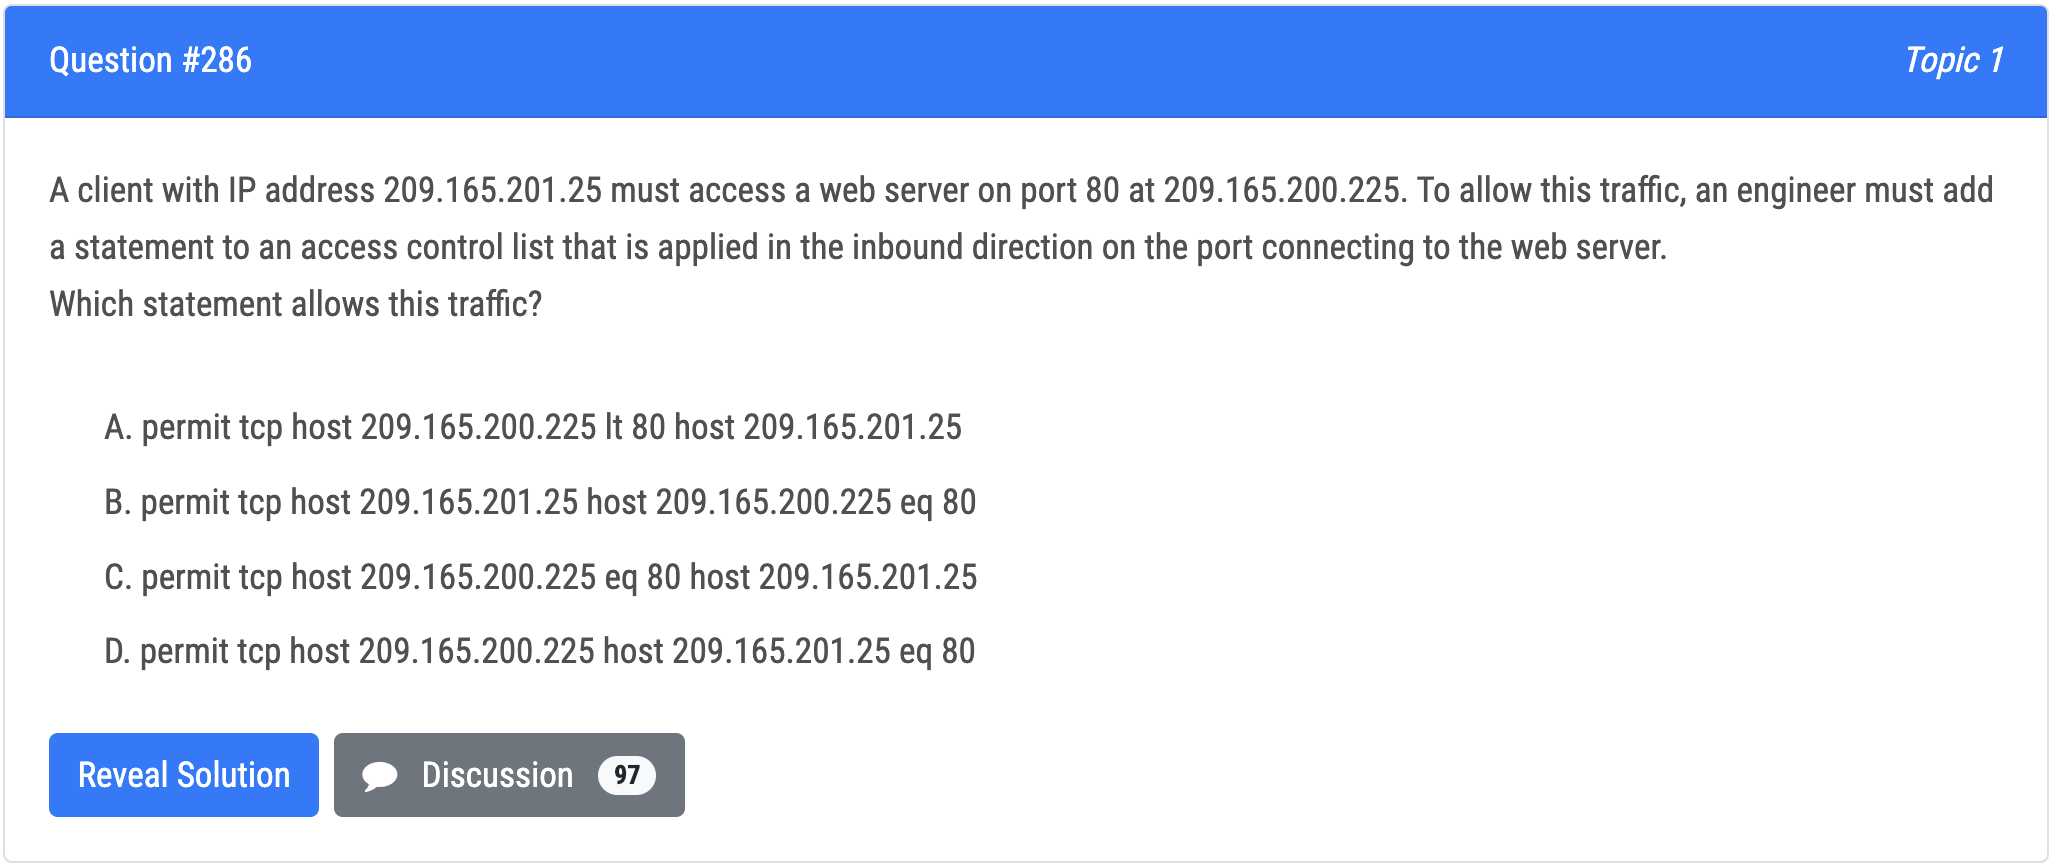 Question #286
Topic 1
A client with IP address 209.165.201.25 must access a web server on port 80 at 209.165.200.225. To allow this traffic, an engineer must add
a statement to an access control list that is applied in the inbound direction on the port connecting to the web server.
Which statement allows this traffic?
A. permit tcp host 209.165.200.225 lt 80 host 209.165.201.25
B. permit tcp host 209.165.201.25 host 209.165.200.225 eq 80
C. permit tcp host 209.165.200.225 eq 80 host 209.165.201.25
D. permit tcp host 209.165.200.225 host 209.165.201.25 eq 80
Reveal Solution
Discussion 97